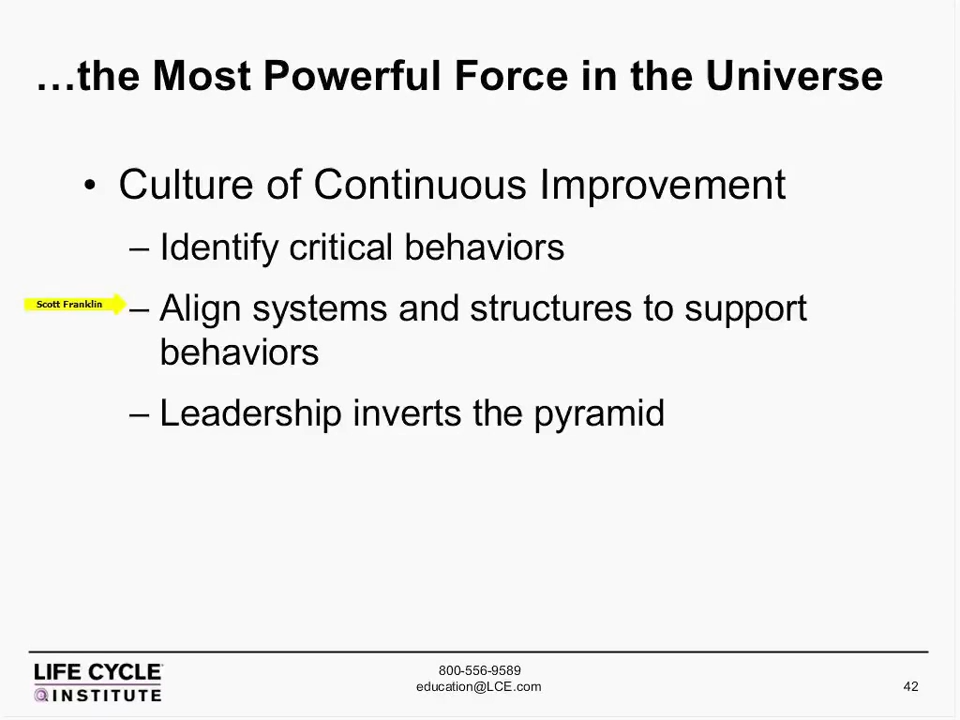 …the Most Powerful Force in the Universe
• Culture of Continuous Improvement
– Identify critical behaviors
Scott Franklin
– Align systems and structures to support
behaviors
– Leadership inverts the pyramid
LIFE CYCLE
INSTITUTE
800-556-9589
education@LCE.com
42